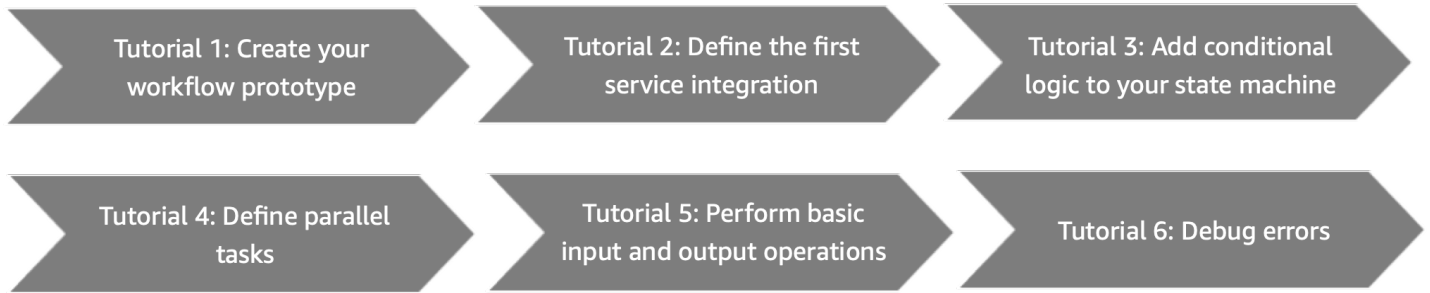 Tutorial 1: Create your
workflow prototype
Tutorial 2: Define the first
service integration
Tutorial 3: Add conditional
logic to your state machine
Tutorial 4: Define parallel
tasks
Tutorial 5: Perform basic
input and output operations
Tutorial 6: Debug errors